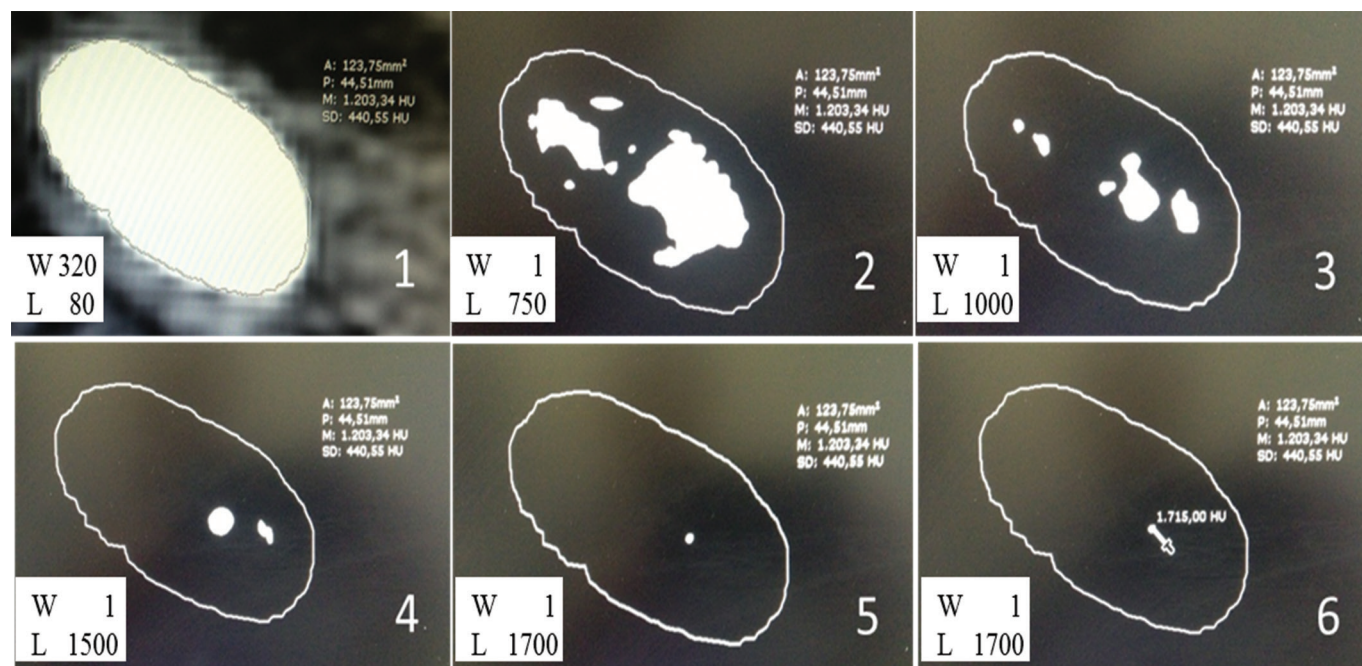 A: 123,75mm²
P: 44,51mm
M: 1.203,34 HU
SD: 440,55 HU
W 320
L 80
1
A: 123,75mm²
P: 44,51mm
M: 1.203,34 HU
SD: 440,55 HU
W 1
L 750
2
A: 123,75mm²
P: 44,51mm
M: 1.203,34 HU
SD: 440,55 HU
W 1
L 1000
3
A: 123,75mm²
P: 44,51mm
M: 1.203,34 HU
SD: 440,55 HU
W 1
L 1500
4
A: 123,75mm²
P: 44,51mm
M: 1.203,34 HU
SD: 440,55 HU
W 1
L 1700
5
A: 123,75mm²
P: 44,51mm
M: 1.203,34 HU
SD: 440,55 HU
1.715,00 HU
W 1
L 1700
6